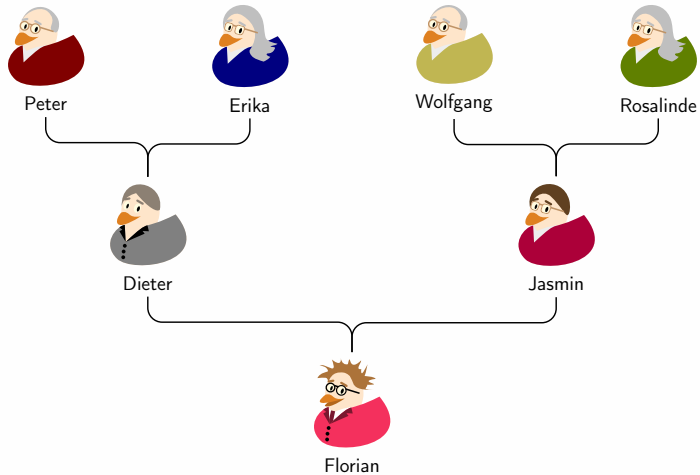 Peter
Erika
Wolfgang
Rosalinde
Dieter
Jasmin
Florian